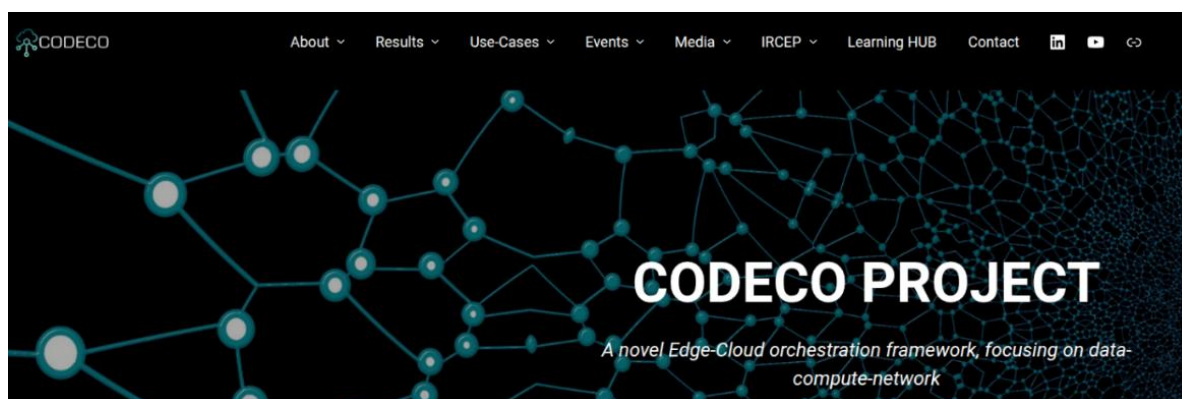 CODECO About Results Use-Cases Events Media IRCEP Learning HUB Contact in
CODECO PROJECT
A novel Edge-Cloud orchestration framework, focusing on data-
compute-network